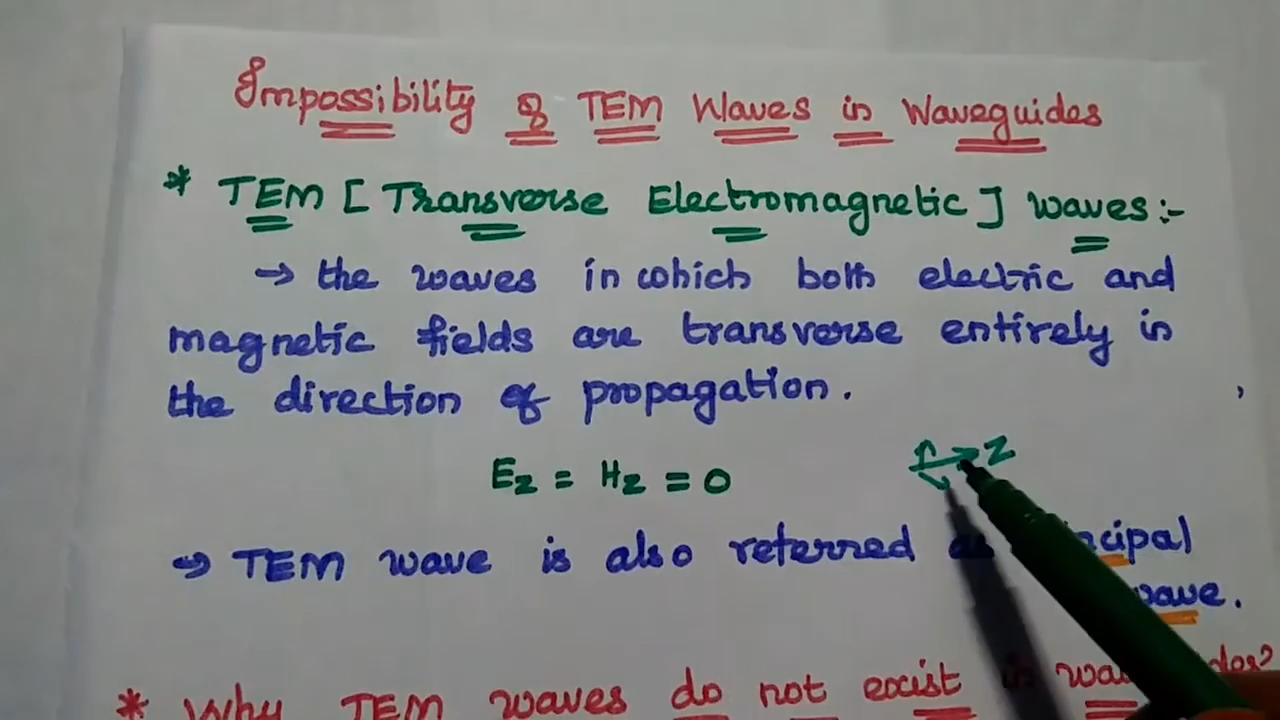 Impossibility of TEM Waves in Waveguides
* TEM [Transverse Electromagnetic] waves:-
→ the waves in which both electric and
magnetic fields are transverse entirely in
the direction of propagation.
Ez = Hz = 0
Z
→ TEM wave is also referred
wave.
* Why TEM waves do not exist in